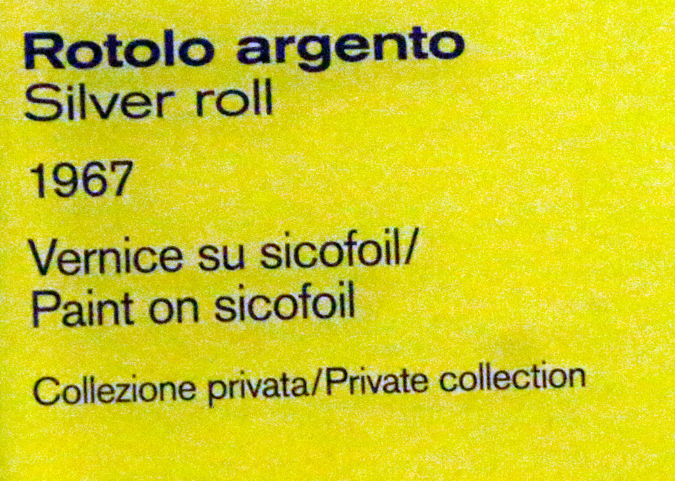 Rotolo argento
Silver roll
1967
Vernice su sicofoil/
Paint on sicofoil
Collezione privata/Private collection